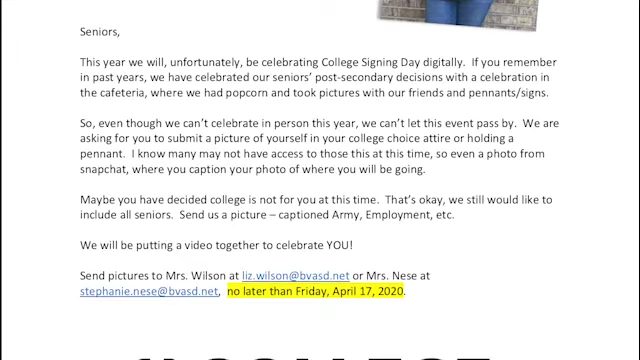 Seniors,
This year we will, unfortunately, be celebrating College Signing Day digitally.  If you remember
in past years, we have celebrated our seniors’ post-secondary decisions with a celebration in
the cafeteria, where we had popcorn and took pictures with our friends and pennants/signs.
So, even though we can’t celebrate in person this year, we can’t let this event pass by.  We are
asking for you to submit a picture of yourself in your college choice attire or holding a
pennant.  I know many may not have access to those this at this time, so even a photo from
snapchat, where you caption your photo of where you will be going.
Maybe you have decided college is not for you at this time.  That’s okay, we still would like to
include all seniors.  Send us a picture – captioned Army, Employment, etc.
We will be putting a video together to celebrate YOU!
Send pictures to Mrs. Wilson at liz.wilson@bvasd.net or Mrs. Nese at
stephanie.nese@bvasd.net,  no later than Friday, April 17, 2020.